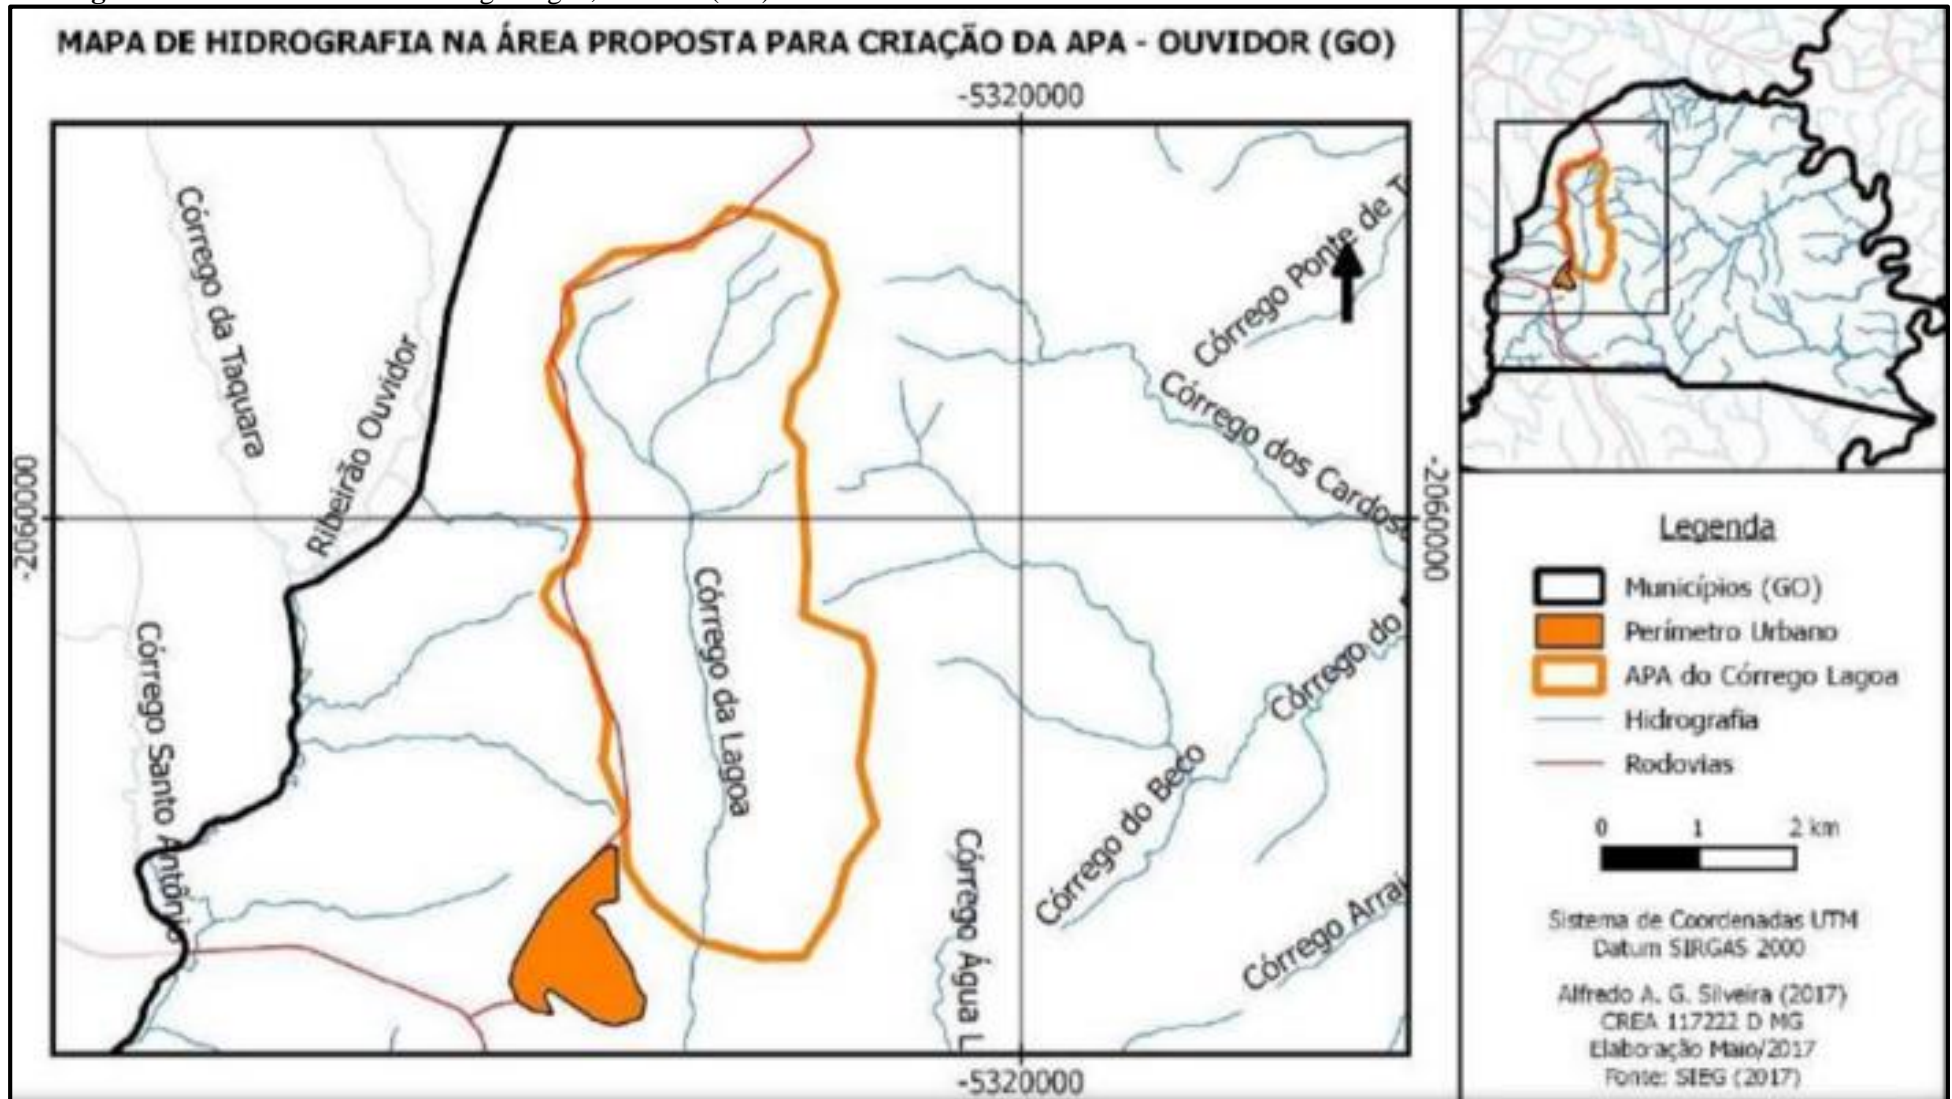 MAPA DE HIDROGRAFIA NA ÁREA PROPOSTA PARA CRIAÇÃO DA APA - OUVIDOR (GO)
-5320000
Córrego da Taquara
Ribeirão Ouvidor
Córrego Ponte de T
Córrego dos Cardoso
-2060000
-2060000
Córrego Santo Antônio
Córrego da Lagoa
Córrego do
Córrego do Beco
Córrego Água L
Córrego Arrai
-5320000
Legenda
Municípios (GO)
Perímetro Urbano
APA do Córrego Lagoa
Hidrografia
Rodovias
0 1 2 km
Sistema de Coordenadas UTM
Datum SIRGAS 2000
Alfredo A. G. Silveira (2017)
CREA 117222 D MG
Elaboração Maio/2017
Fonte: SIEG (2017)